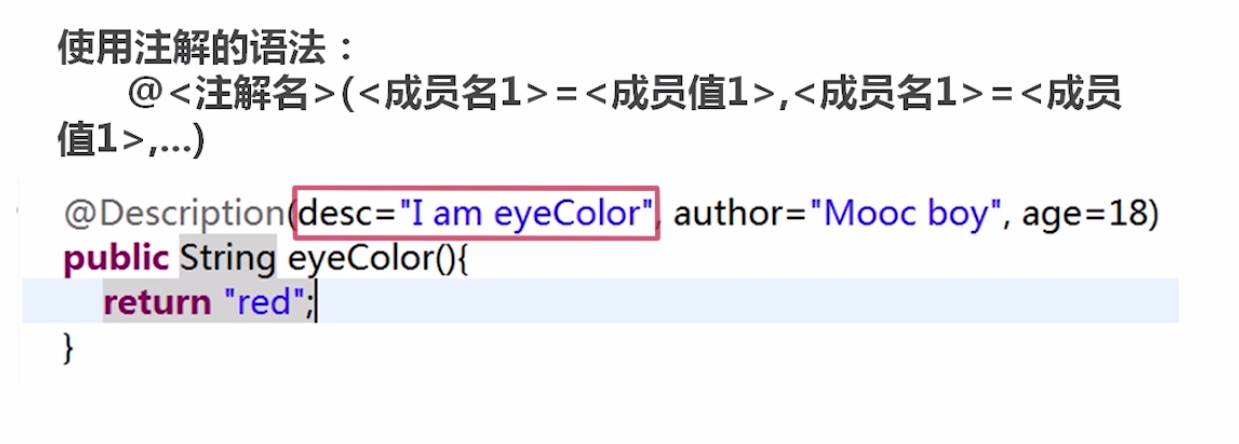 使用注解的语法：
@<注解名>(<成员名1>=<成员值1>,<成员名1>=<成员
值1>,...)
@Description(desc="I am eyeColor", author="Mooc boy", age=18)
public String eyeColor(){
return "red";
}